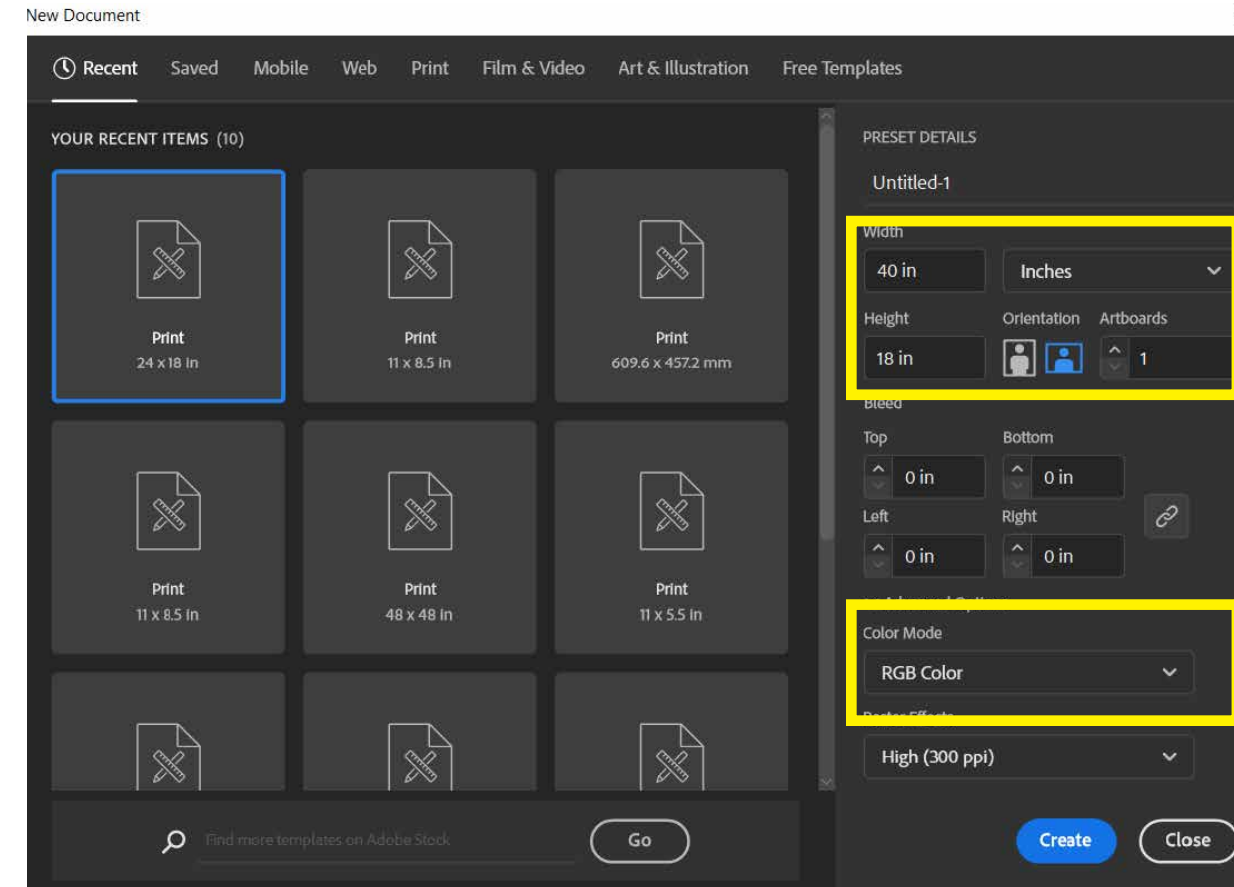 New Document
Recent Saved Mobile Web Print Film & Video Art & Illustration Free Templates
YOUR RECENT ITEMS (10)
Print
24 x 18 in
Print
11 x 8.5 in
Print
609.6 x 457.2 mm
Print
11 x 8.5 in
Print
48 x 48 in
Print
11 x 5.5 in
Find more templates on Adobe Stock
Go
PRESET DETAILS
Untitled-1
Width
40 in Inches
Height Orientation Artboards
18 in 1
Bleed
Top Bottom
0 in 0 in
Left Right
0 in 0 in
Advanced Options
Color Mode
RGB Color
Raster Effects
High (300 ppi)
Create Close